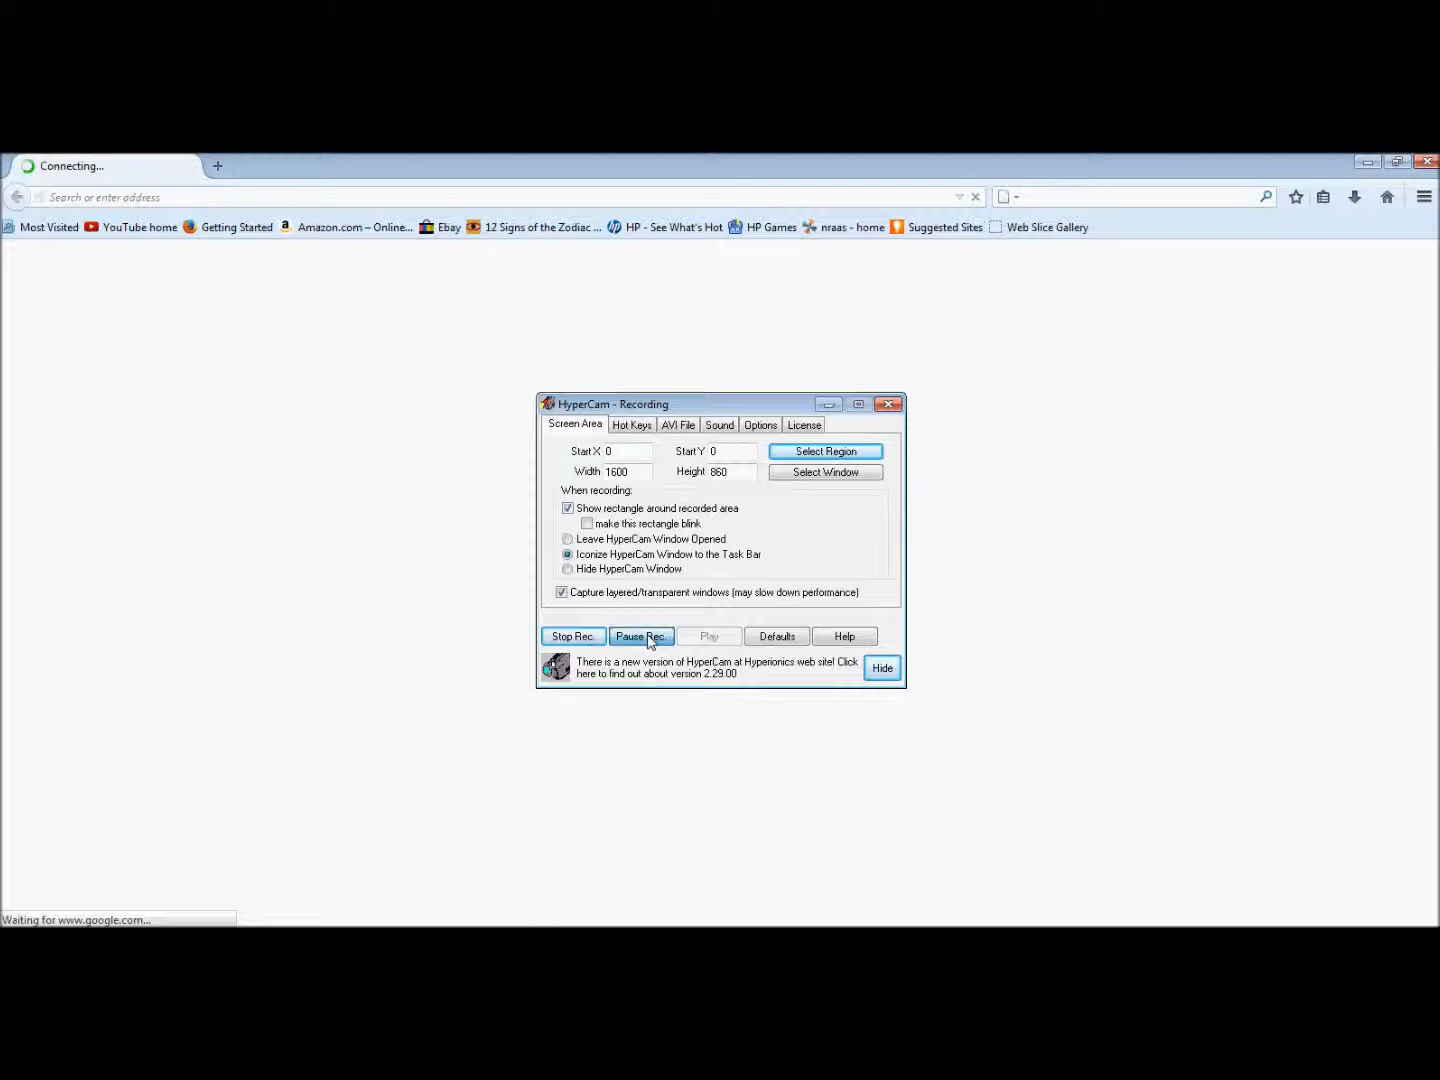 Connecting...
Search or enter address
Most Visited YouTube home Getting Started Amazon.com – Online... Ebay 12 Signs of the Zodiac ... HP - See What's Hot HP Games nraas - home Suggested Sites Web Slice Gallery
HyperCam - Recording
Screen Area Hot Keys AVI File Sound Options License
Start X 0 Start Y 0 Select Region
Width 1600 Height 860 Select Window
When recording:
Show rectangle around recorded area
make this rectangle blink
Leave HyperCam Window Opened
Iconize HyperCam Window to the Task Bar
Hide HyperCam Window
Capture layered/transparent windows (may slow down performance)
Stop Rec. Pause Rec. Play Defaults Help
There is a new version of HyperCam at Hyperionics web site! Click
here to find out about version 2.29.00
Hide
Waiting for www.google.com...